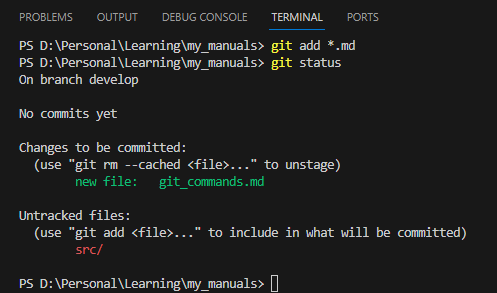 PROBLEMS OUTPUT DEBUG CONSOLE TERMINAL PORTS
PS D:\Personal\Learning\my_manuals> git add *.md
PS D:\Personal\Learning\my_manuals> git status
On branch develop

No commits yet

Changes to be committed:
  (use "git rm --cached <file>..." to unstage)
        new file:   git_commands.md

Untracked files:
  (use "git add <file>..." to include in what will be committed)
        src/

PS D:\Personal\Learning\my_manuals>